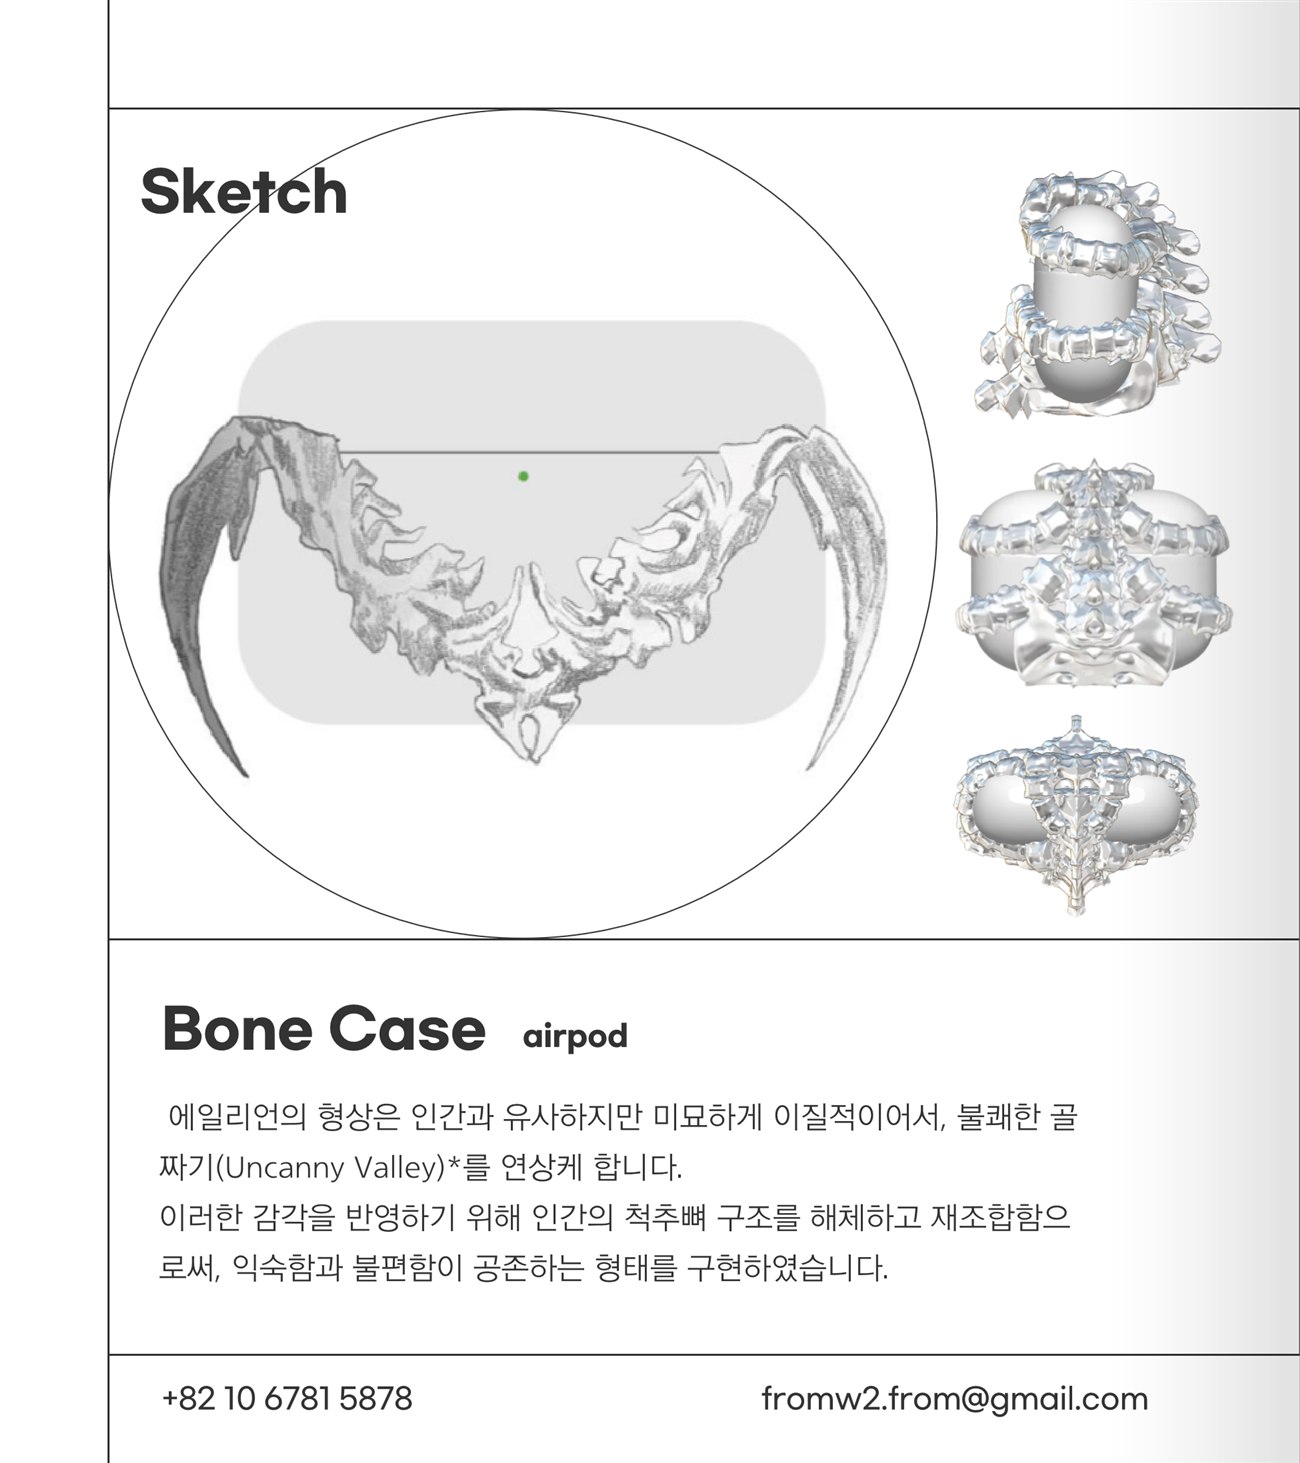 Sketch
Bone Case airpod
에일리언의 형상은 인간과 유사하지만 미묘하게 이질적이어서, 불쾌한 골
짜기(Uncanny Valley)*를 연상케 합니다.
이러한 감각을 반영하기 위해 인간의 척추뼈 구조를 해체하고 재조합함으
로써, 익숙함과 불편함이 공존하는 형태를 구현하였습니다.
+82 10 6781 5878
fromw2.from@gmail.com